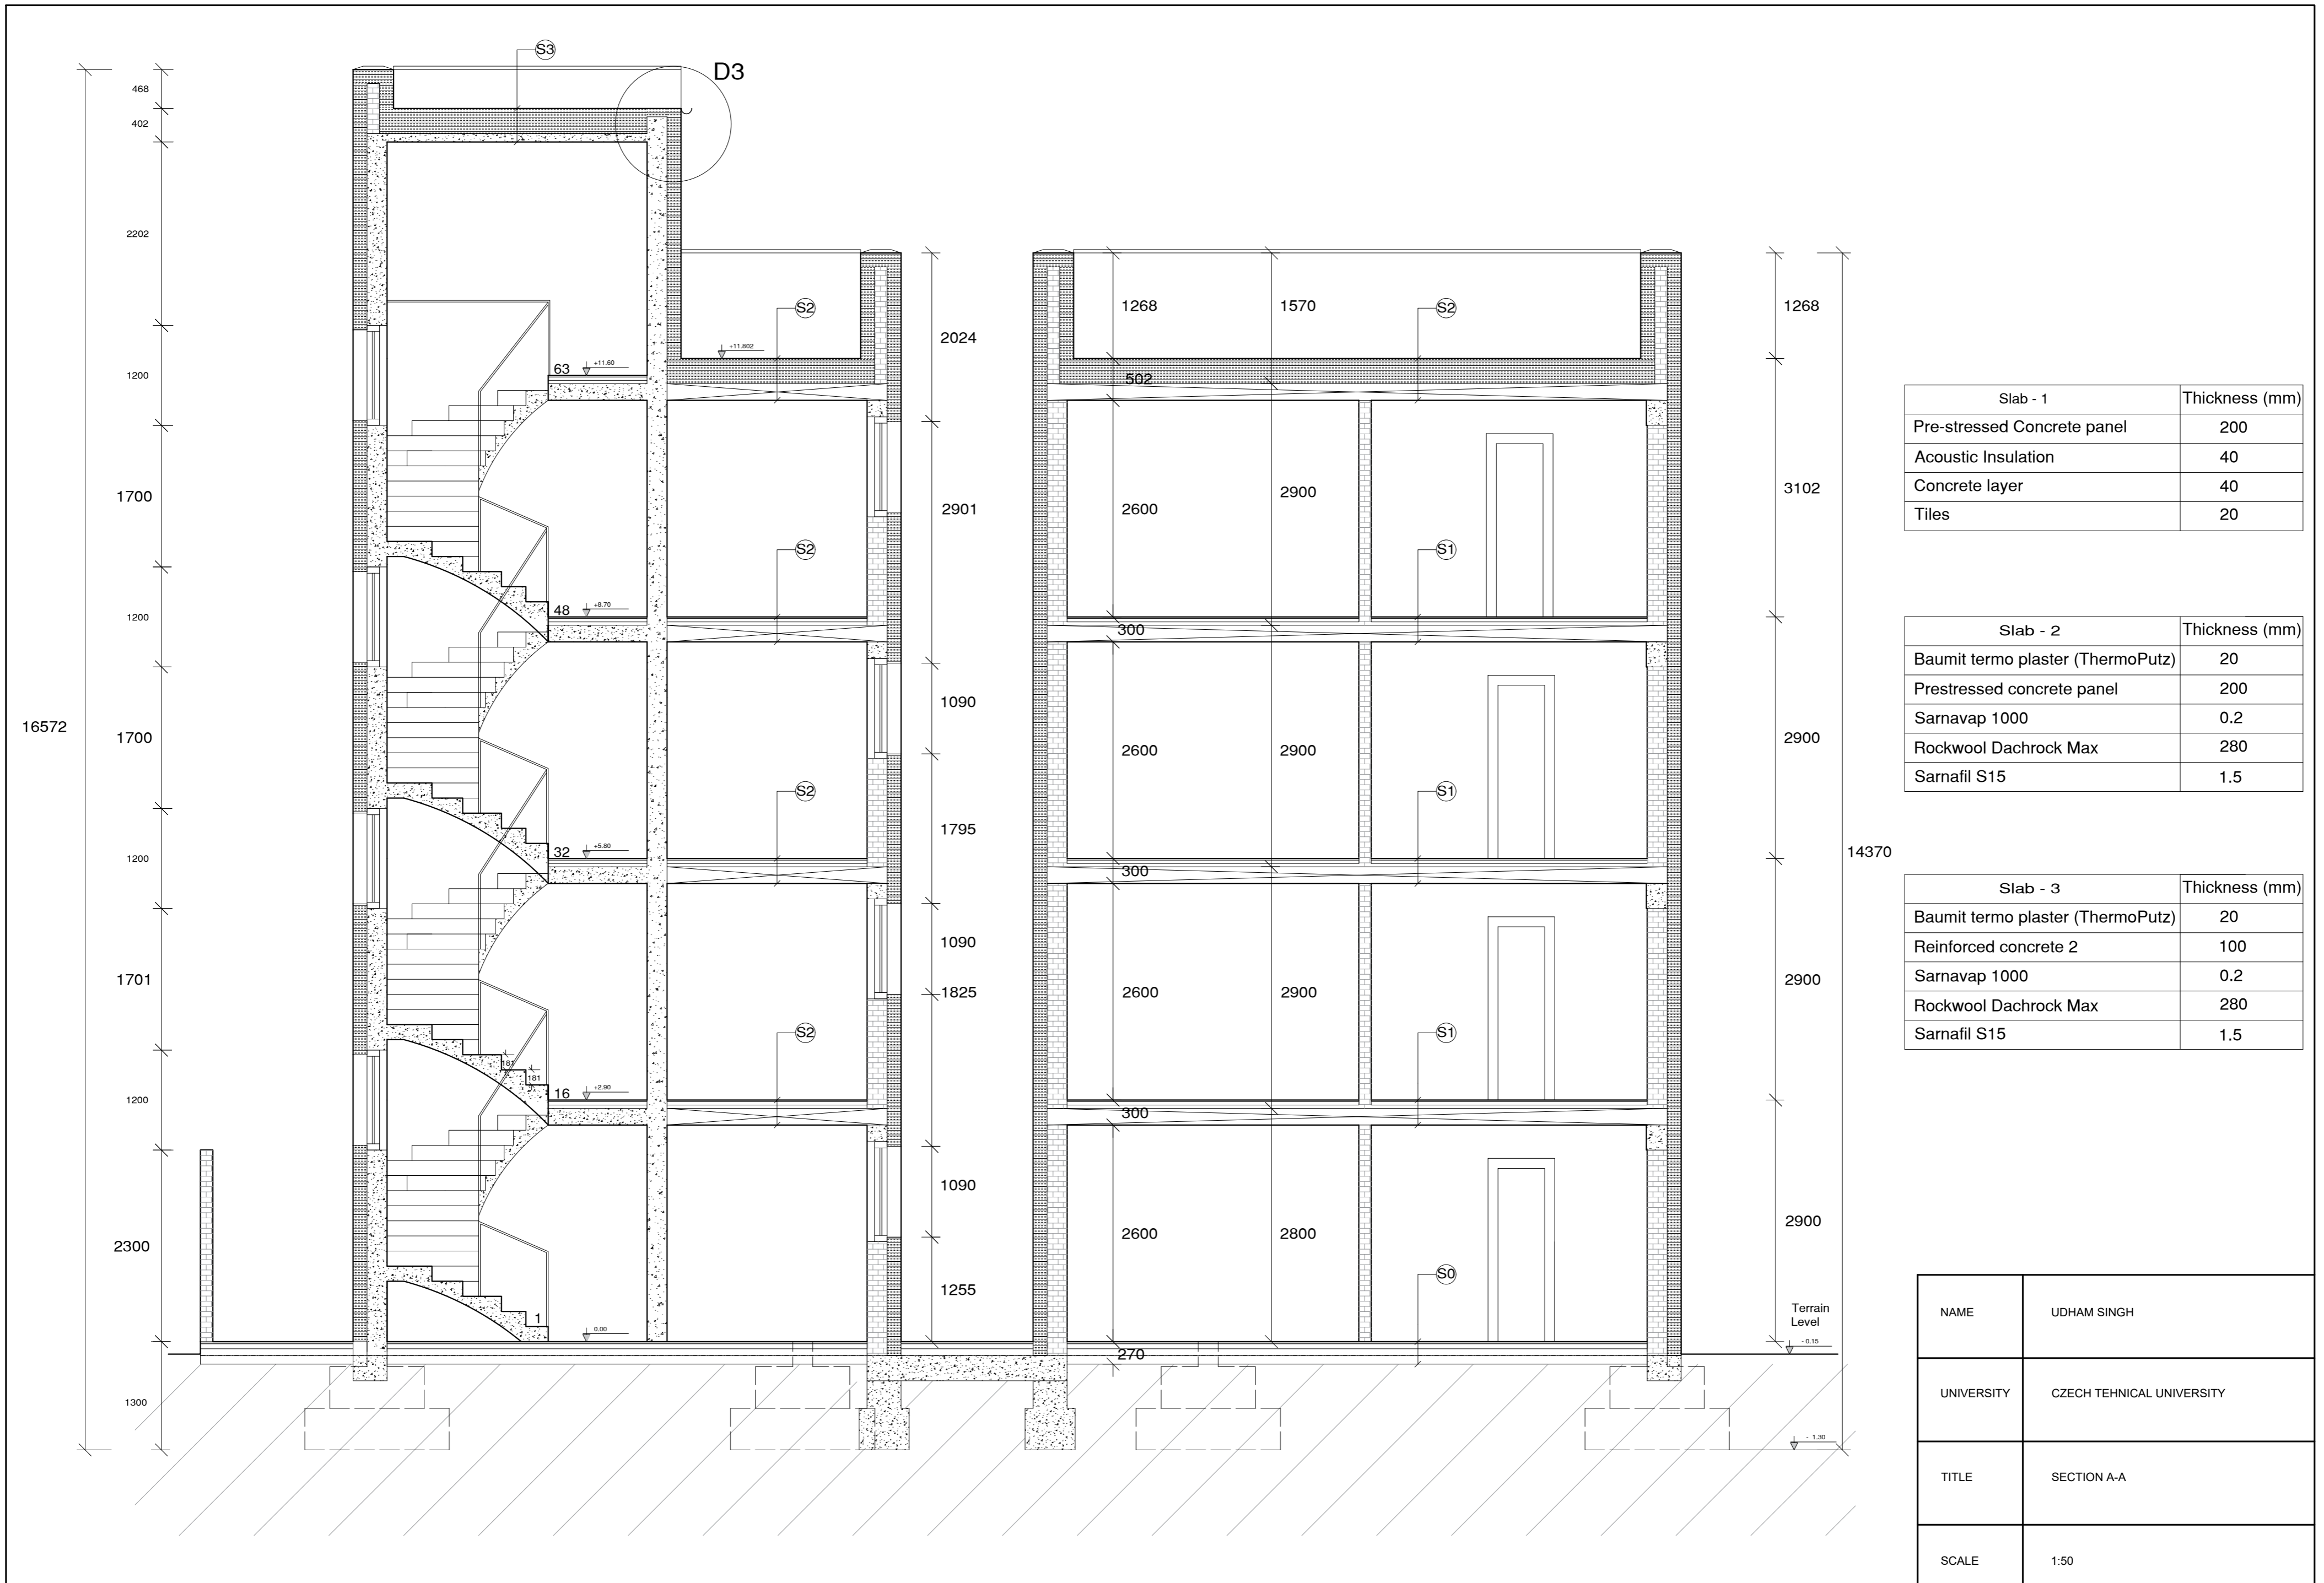 S3
D3
468
402
2202
1200
1700
1200
1700
1200
1701
1200
2300
1300
16572
63
+11.60
48
+8.70
32
+5.80
181
181
16
+2.90
1
0.00
+11.802
S2
S2
S2
S2
2024
2901
1090
1795
1090
1825
1090
1255
1268
502
2600
300
2600
300
2600
300
2600
270
1570
2900
2900
2900
2800
S2
S1
S1
S1
S0
1268
3102
2900
2900
2900
14370
Terrain
Level
- 0.15
- 1.30
Slab - 1 Thickness (mm)
Pre-stressed Concrete panel 200
Acoustic Insulation 40
Concrete layer 40
Tiles 20
Slab - 2 Thickness (mm)
Baumit termo plaster (ThermoPutz) 20
Prestressed concrete panel 200
Sarnavap 1000 0.2
Rockwool Dachrock Max 280
Sarnafil S15 1.5
Slab - 3 Thickness (mm)
Baumit termo plaster (ThermoPutz) 20
Reinforced concrete 2 100
Sarnavap 1000 0.2
Rockwool Dachrock Max 280
Sarnafil S15 1.5
NAME UDHAM SINGH
UNIVERSITY CZECH TEHNICAL UNIVERSITY
TITLE SECTION A-A
SCALE 1:50